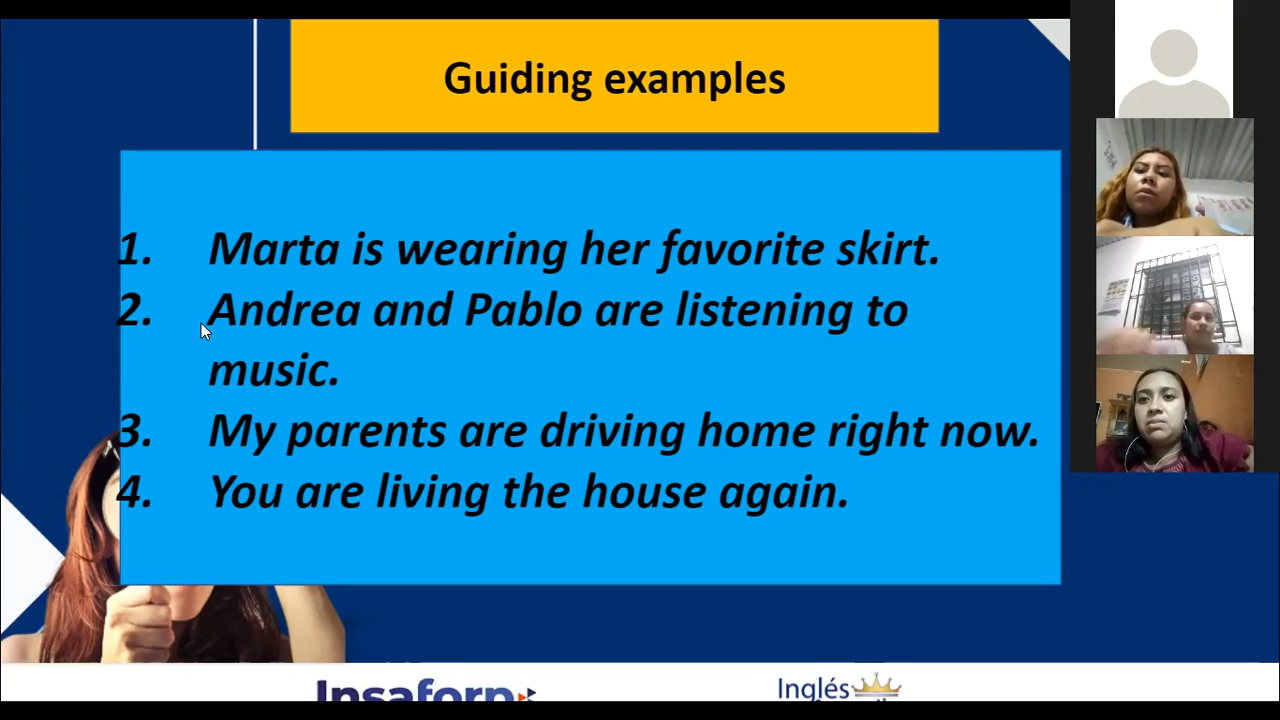 Guiding examples
1. Marta is wearing her favorite skirt.
2. Andrea and Pablo are listening to
music.
3. My parents are driving home right now.
4. You are living the house again.
Insaforp
Inglés